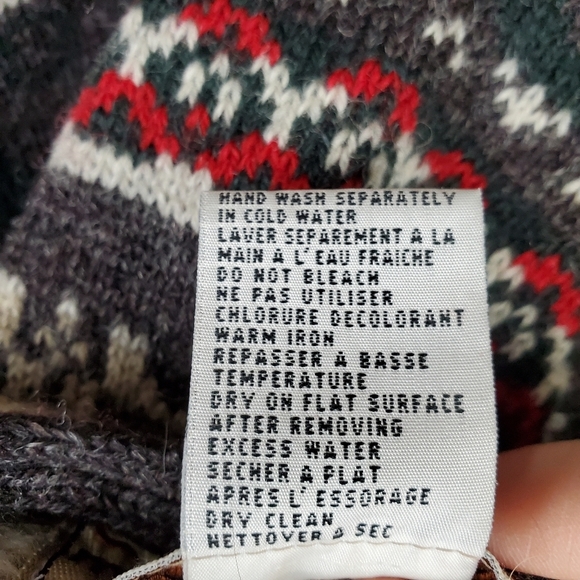 HAND WASH SEPARATELY
IN COLD WATER
LAVER SEPAREMENT A LA
MAIN A L'EAU FRAICHE
DO NOT BLEACH
NE PAS UTILISER
CHLORURE DECOLORANT
WARM IRON
REPASSER A BASSE
TEMPERATURE
DRY ON FLAT SURFACE
AFTER REMOVING
EXCESS WATER
SECHER A PLAT
APRES L'ESSORAGE
DRY CLEAN
NETTOYER A SEC